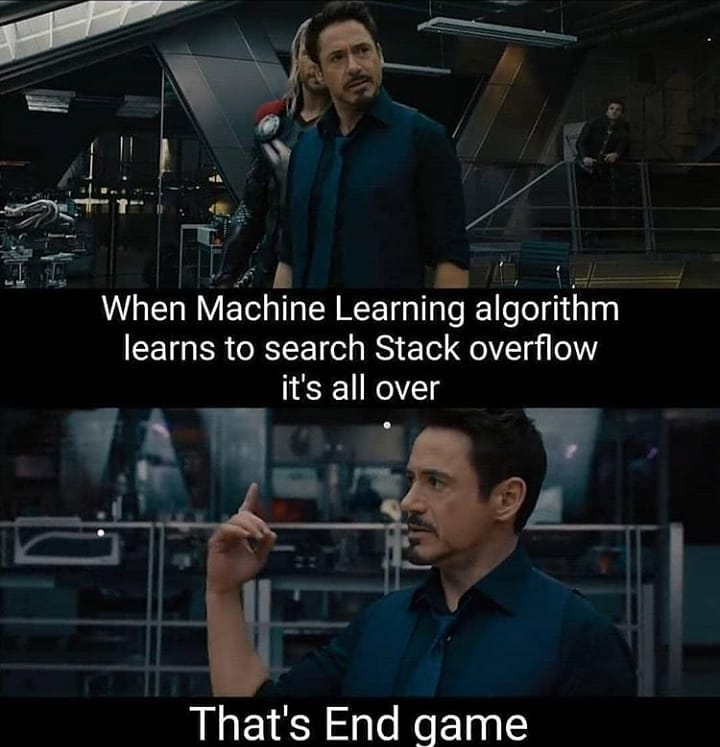 When Machine Learning algorithm
learns to search Stack overflow
it's all over
That's End game